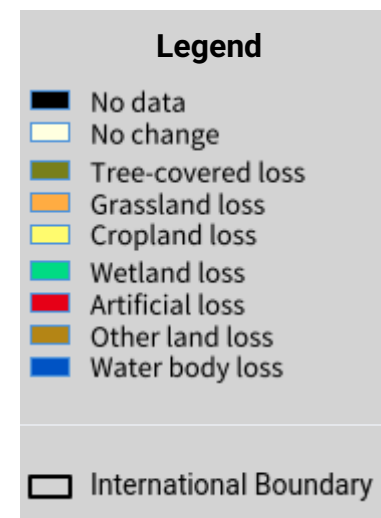 Legend
No data
No change
Tree-covered loss
Grassland loss
Cropland loss
Wetland loss
Artificial loss
Other land loss
Water body loss
International Boundary